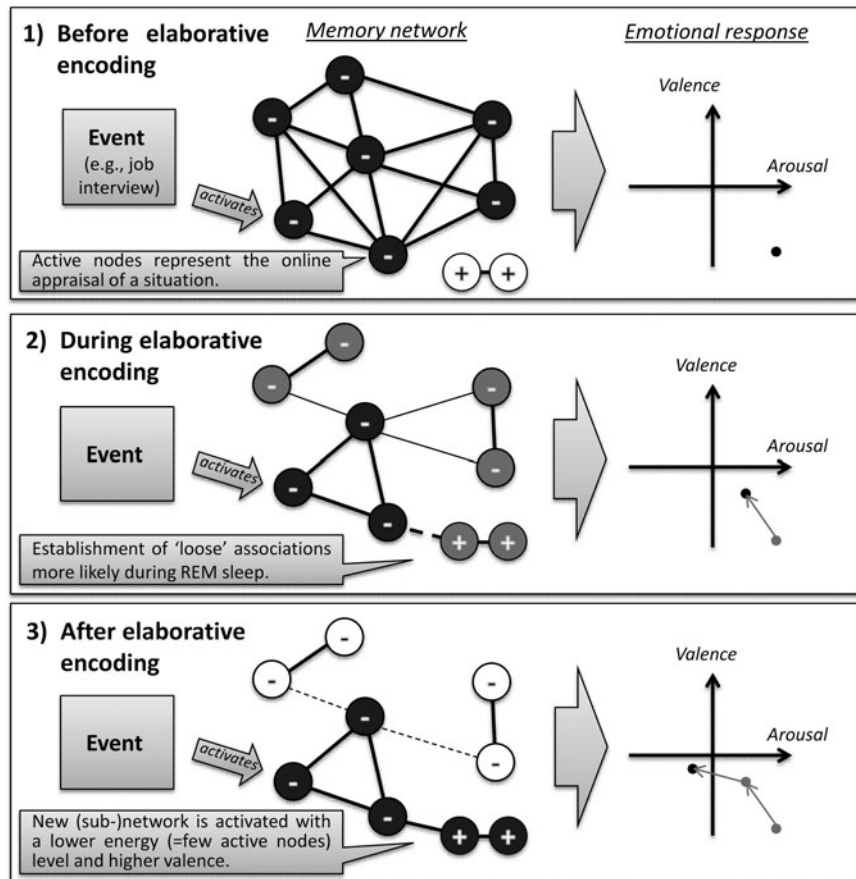 1) Before elaborative
encoding
Memory network
Emotional response
Event
(e.g., job
interview)
activates
-
-
-
-
-
-
-
+
+
Active nodes represent the online
appraisal of a situation.
Valence
Arousal
2) During elaborative
encoding
Event
activates
-
-
-
-
-
-
-
+
+
Establishment of ‘loose’ associations
more likely during REM sleep.
Valence
Arousal
3) After elaborative
encoding
Event
activates
-
-
-
-
-
-
-
+
+
New (sub-)network is activated with
a lower energy (=few active nodes)
level and higher valence.
Valence
Arousal